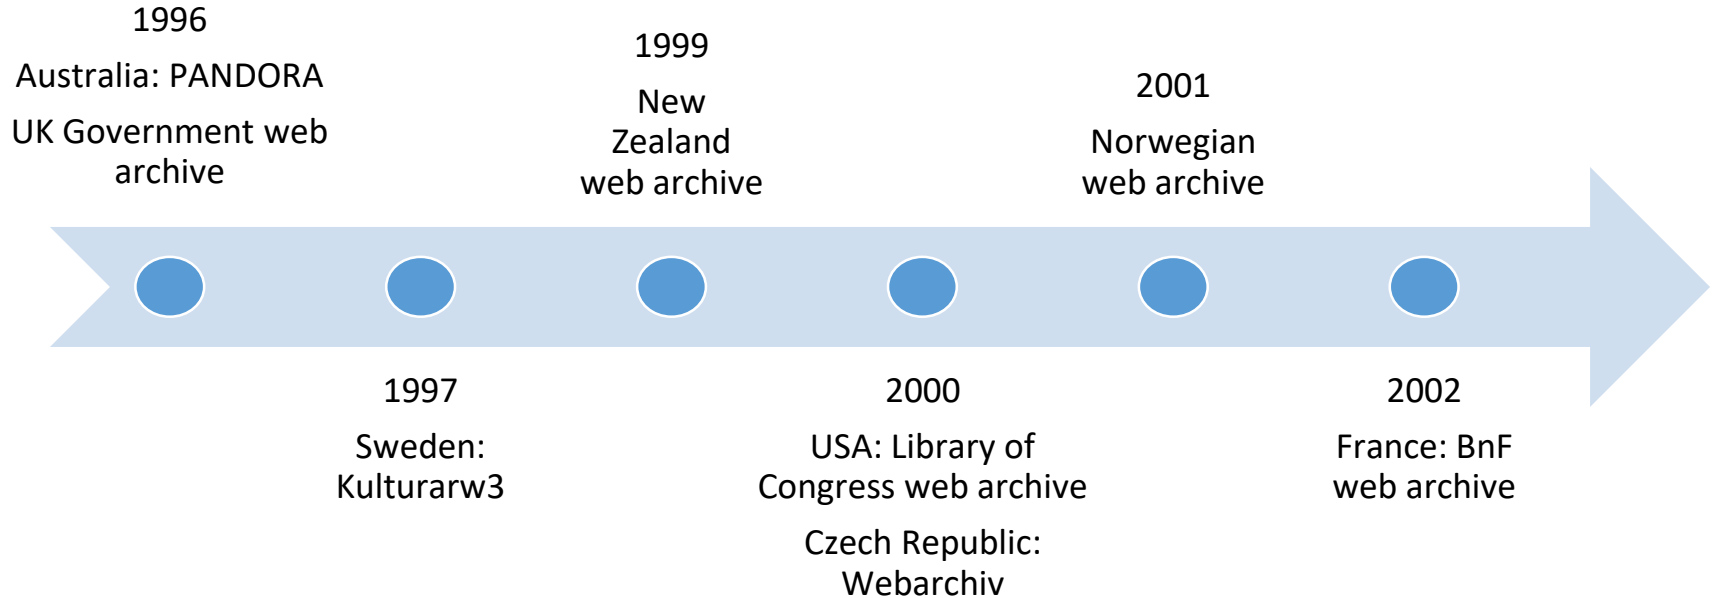 1996
Australia: PANDORA
UK Government web
archive
1997
Sweden:
Kulturarw3
1999
New
Zealand
web archive
2000
USA: Library of
Congress web archive
Czech Republic:
Webarchiv
2001
Norwegian
web archive
2002
France: BnF
web archive